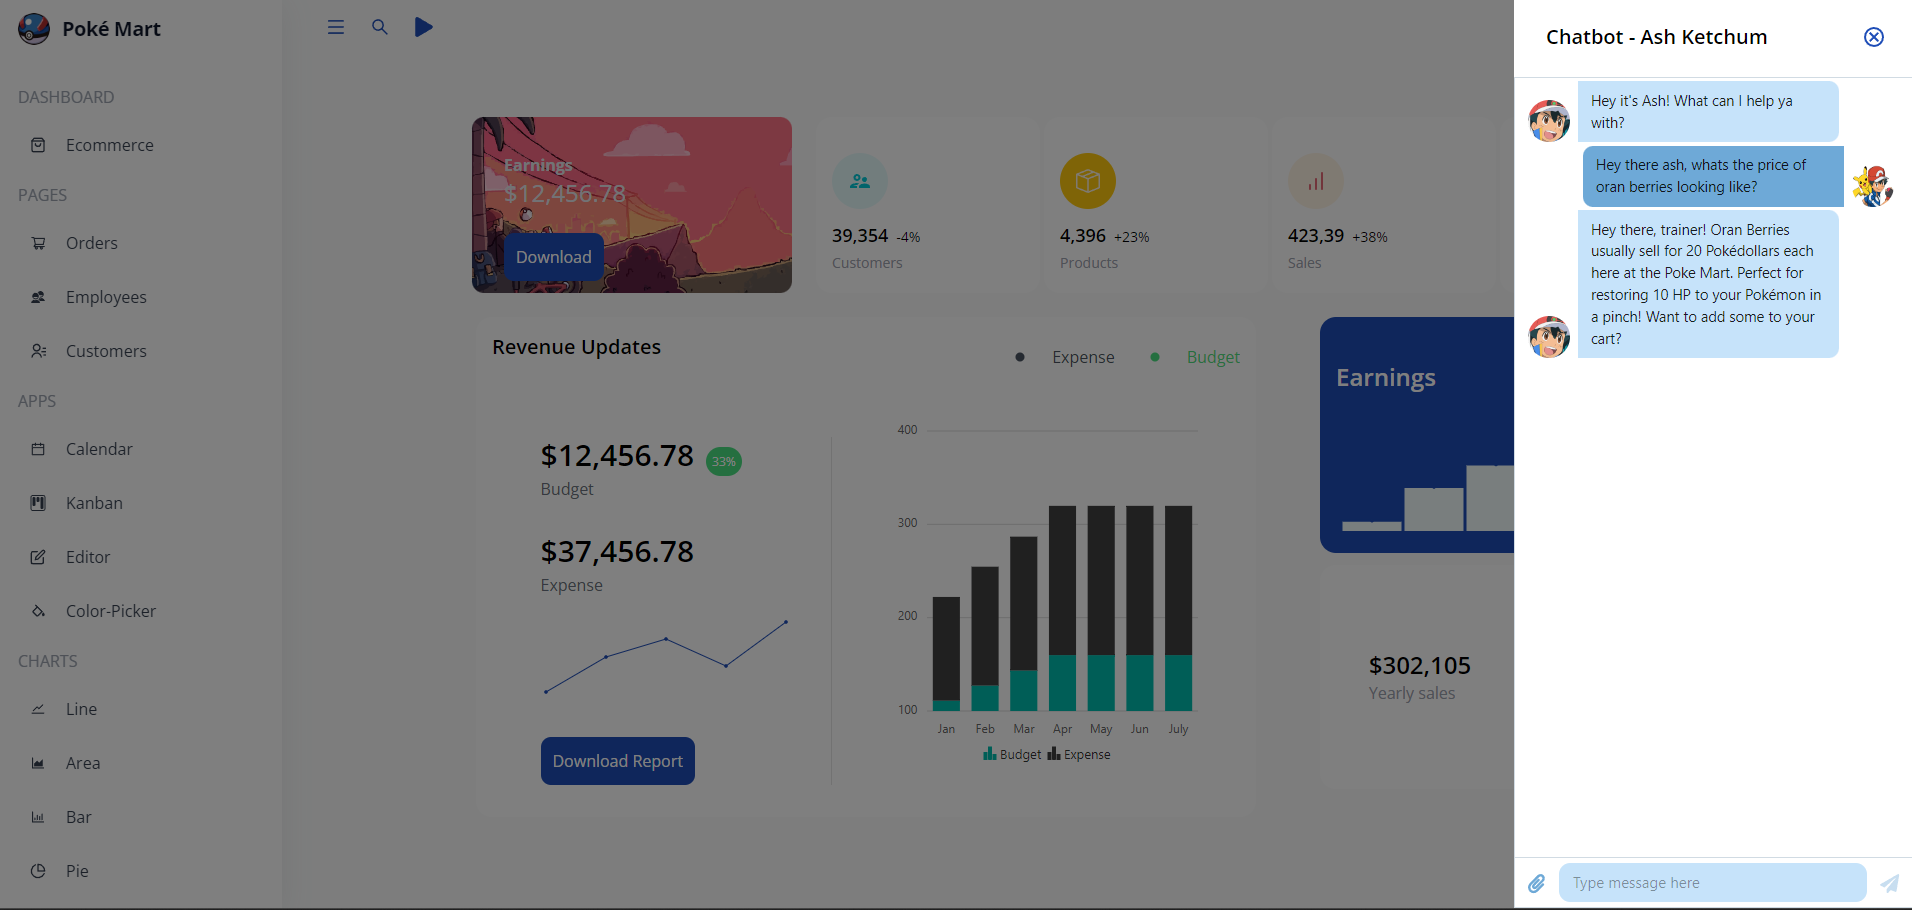 Poké Mart
DASHBOARD
Ecommerce
PAGES
Orders
Employees
Customers
APPS
Calendar
Kanban
Editor
Color-Picker
CHARTS
Line
Area
Bar
Pie
Earnings
$12,456.78
Download
39,354 -4%
Customers
4,396 +23%
Products
423,39 +38%
Sales
Revenue Updates
Expense
Budget
$12,456.78 33%
Budget
$37,456.78
Expense
Download Report
400
300
200
100
Jan Feb Mar Apr May Jun July
Budget Expense
Earnings
$302,105
Yearly sales
Chatbot - Ash Ketchum
Hey it's Ash! What can I help ya
with?
Hey there ash, whats the price of
oran berries looking like?
Hey there, trainer! Oran Berries
usually sell for 20 Pokédollars each
here at the Poke Mart. Perfect for
restoring 10 HP to your Pokémon in
a pinch! Want to add some to your
cart?
Type message here